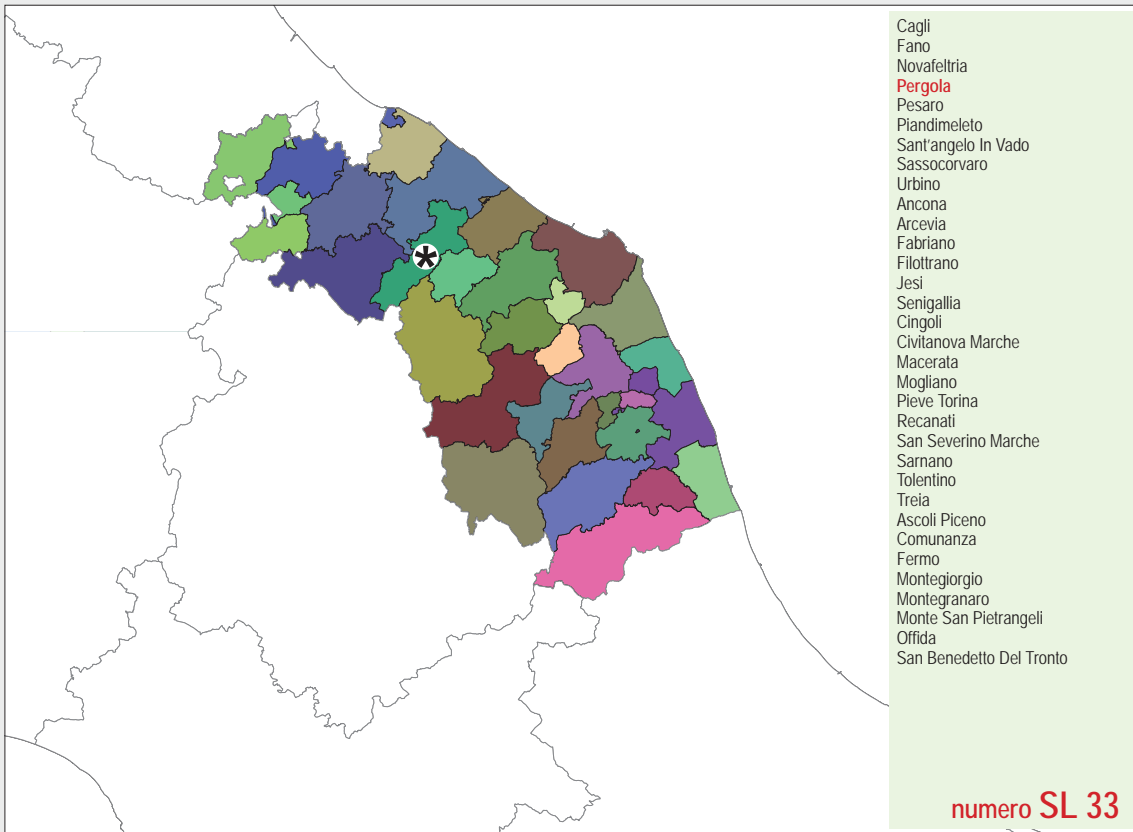 Cagli
Fano
Novafeltria
Pergola
Pesaro
Piandimeleto
Sant'angelo In Vado
Sassocorvaro
Urbino
Ancona
Arcevia
Fabriano
Filottrano
Jesi
Senigallia
Cingoli
Civitanova Marche
Macerata
Mogliano
Pieve Torina
Recanati
San Severino Marche
Sarnano
Tolentino
Treia
Ascoli Piceno
Comunanza
Fermo
Montegiorgio
Montegranaro
Monte San Pietrangeli
Offida
San Benedetto Del Tronto
numero SL 33